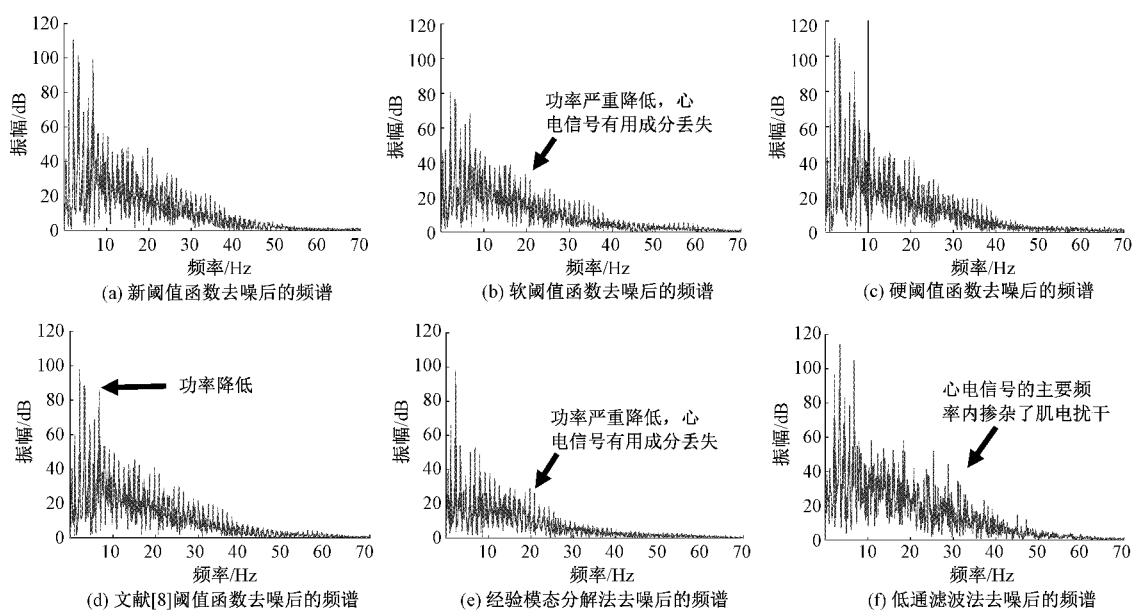 120
100
80
60
40
20
0
振幅/dB
10 20 30 40 50 60 70
频率/Hz
(a) 新阈值函数去噪后的频谱
120
100
80
60
40
20
0
振幅/dB
功率严重降低，心
电信号有用成分丢失
10 20 30 40 50 60 70
频率/Hz
(b) 软阈值函数去噪后的频谱
120
100
80
60
40
20
0
振幅/dB
10 20 30 40 50 60 70
频率/Hz
(c) 硬阈值函数去噪后的频谱
120
100
80
60
40
20
0
振幅/dB
功率降低
10 20 30 40 50 60 70
频率/Hz
(d) 文献[8]阈值函数去噪后的频谱
120
100
80
60
40
20
0
振幅/dB
功率严重降低，心
电信号有用成分丢失
10 20 30 40 50 60 70
频率/Hz
(e) 经验模态分解法去噪后的频谱
120
100
80
60
40
20
0
振幅/dB
心电信号的主要频
率内掺杂了肌电扰干
10 20 30 40 50 60 70
频率/Hz
(f) 低通滤波法去噪后的频谱